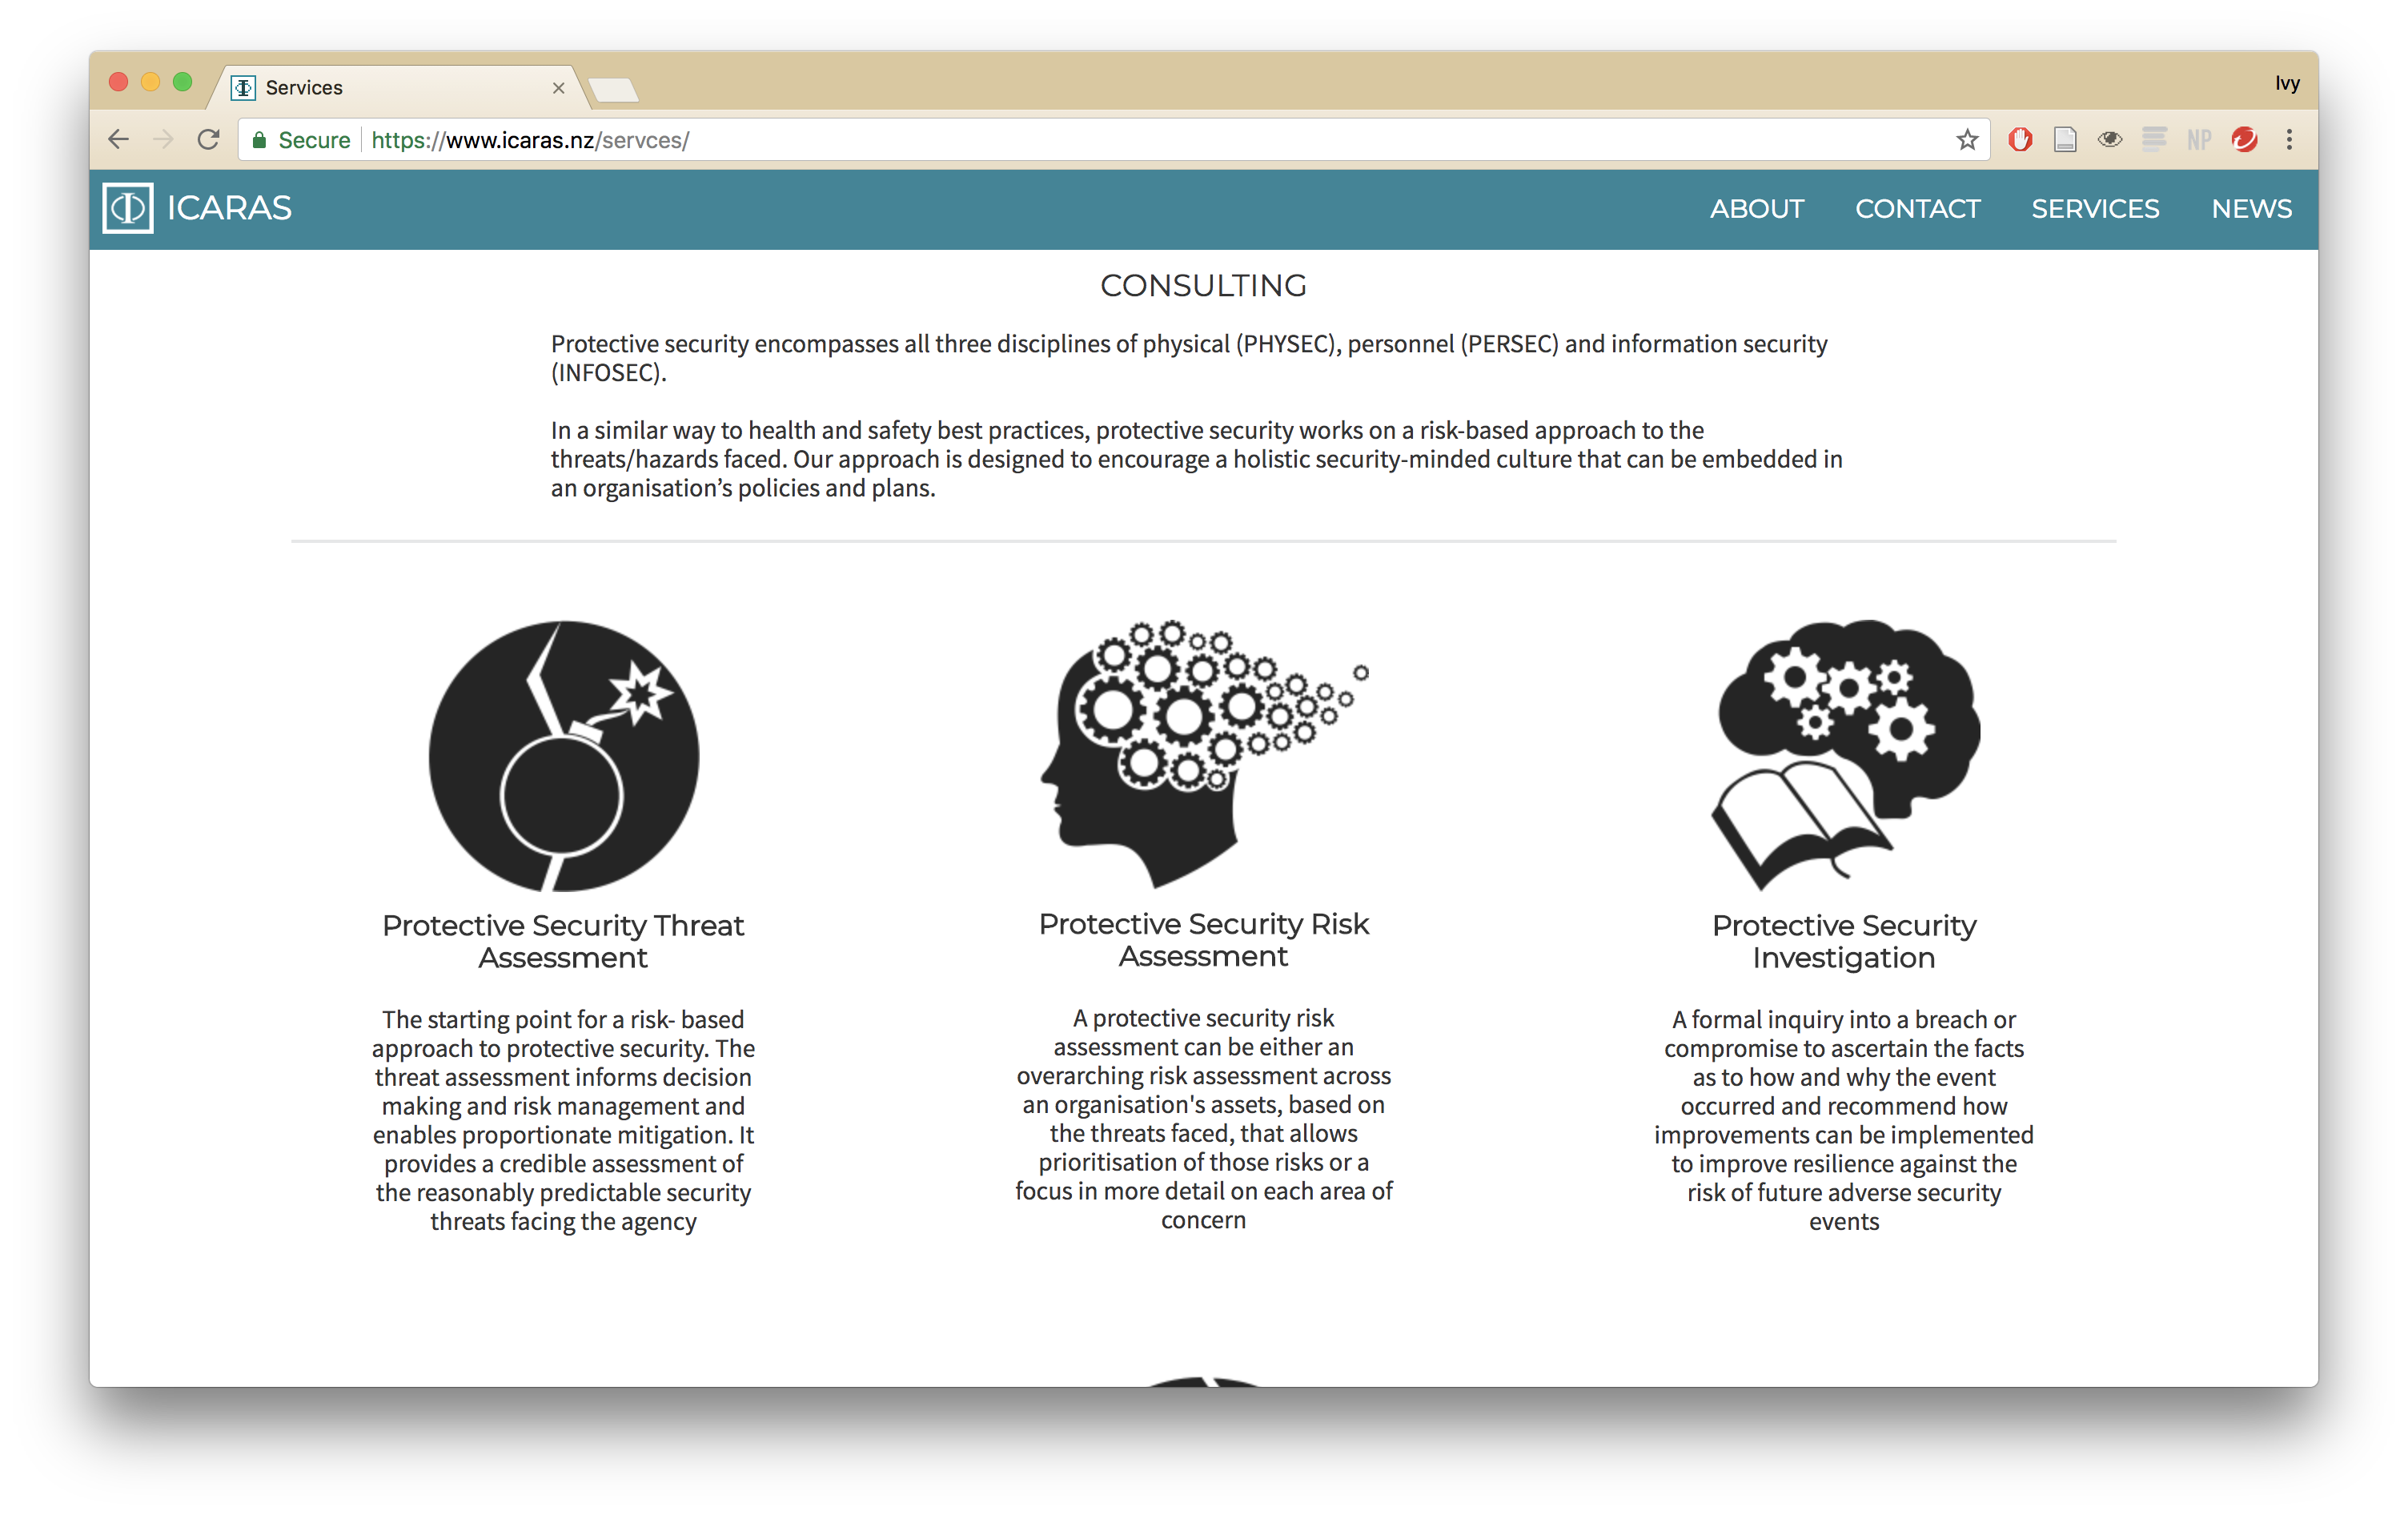 Services
Ivy
Secure https://www.icaras.nz/servces/
NP
ICARAS ABOUT CONTACT SERVICES NEWS
CONSULTING
Protective security encompasses all three disciplines of physical (PHYSEC), personnel (PERSEC) and information security
(INFOSEC).
In a similar way to health and safety best practices, protective security works on a risk-based approach to the
threats/hazards faced. Our approach is designed to encourage a holistic security-minded culture that can be embedded in
an organisation’s policies and plans.
Protective Security Threat
Assessment
The starting point for a risk- based
approach to protective security. The
threat assessment informs decision
making and risk management and
enables proportionate mitigation. It
provides a credible assessment of
the reasonably predictable security
threats facing the agency
Protective Security Risk
Assessment
A protective security risk
assessment can be either an
overarching risk assessment across
an organisation's assets, based on
the threats faced, that allows
prioritisation of those risks or a
focus in more detail on each area of
concern
Protective Security
Investigation
A formal inquiry into a breach or
compromise to ascertain the facts
as to how and why the event
occurred and recommend how
improvements can be implemented
to improve resilience against the
risk of future adverse security
events